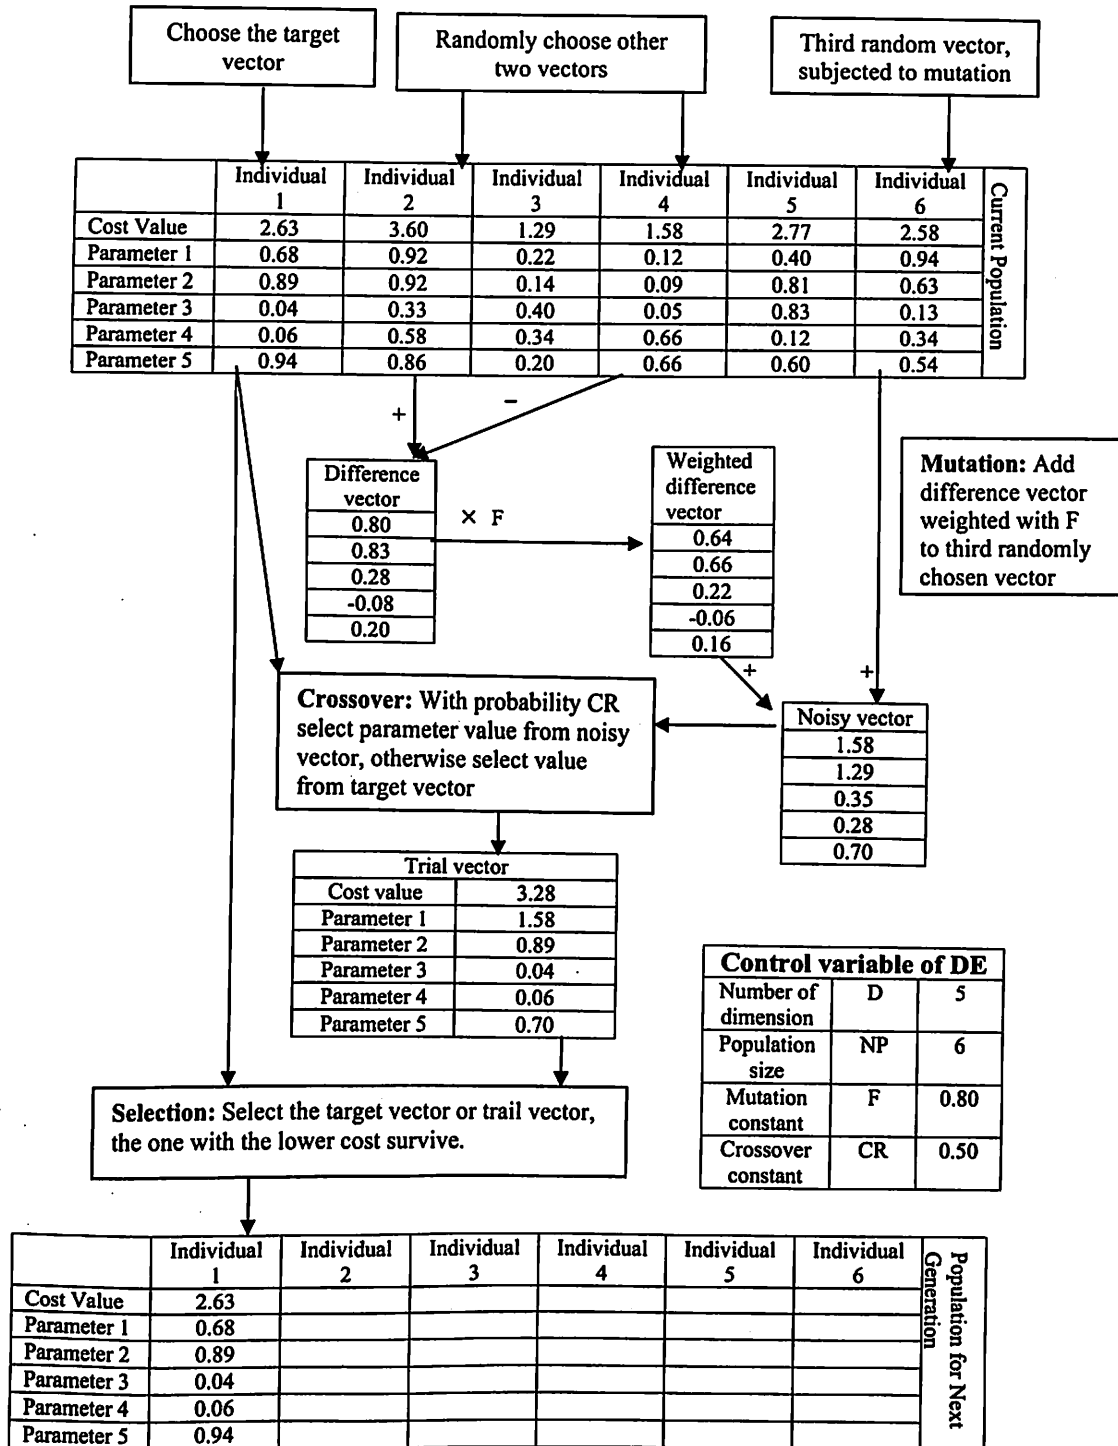 Choose the target
vector
Randomly choose other
two vectors
Third random vector,
subjected to mutation
Individual 1 Individual 2 Individual 3 Individual 4 Individual 5 Individual 6
Cost Value 2.63 3.60 1.29 1.58 2.77 2.58
Parameter 1 0.68 0.92 0.22 0.12 0.40 0.94
Parameter 2 0.89 0.92 0.14 0.09 0.81 0.63
Parameter 3 0.04 0.33 0.40 0.05 0.83 0.13
Parameter 4 0.06 0.58 0.34 0.66 0.12 0.34
Parameter 5 0.94 0.86 0.20 0.66 0.60 0.54
Current Population
+
−
Difference
vector
0.80
0.83
0.28
-0.08
0.20
× F
Weighted
difference
vector
0.64
0.66
0.22
-0.06
0.16
Mutation: Add
difference vector
weighted with F
to third randomly
chosen vector
+
+
Noisy vector
1.58
1.29
0.35
0.28
0.70
Crossover: With probability CR
select parameter value from noisy
vector, otherwise select value
from target vector
Trial vector
Cost value 3.28
Parameter 1 1.58
Parameter 2 0.89
Parameter 3 0.04
Parameter 4 0.06
Parameter 5 0.70
Control variable of DE
Number of dimension D 5
Population size NP 6
Mutation constant F 0.80
Crossover constant CR 0.50
Selection: Select the target vector or trail vector,
the one with the lower cost survive.
Individual 1 Individual 2 Individual 3 Individual 4 Individual 5 Individual 6
Cost Value 2.63
Parameter 1 0.68
Parameter 2 0.89
Parameter 3 0.04
Parameter 4 0.06
Parameter 5 0.94
Population for Next
Generation